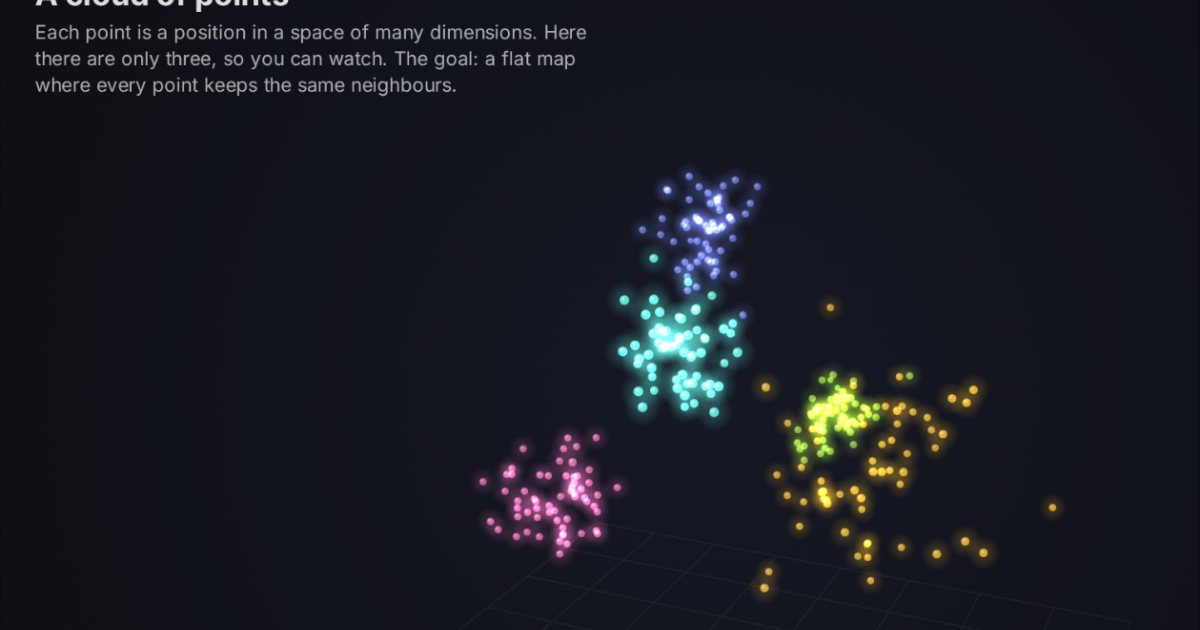 A cloud of points
Each point is a position in a space of many dimensions. Here
there are only three, so you can watch. The goal: a flat map
where every point keeps the same neighbours.